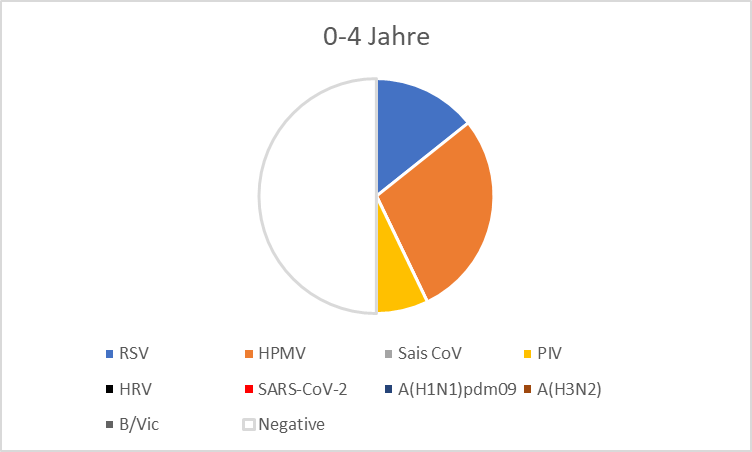 0-4 Jahre
RSV HPMV Sais CoV PIV
HRV SARS-CoV-2 A(H1N1)pdm09 A(H3N2)
B/Vic Negative